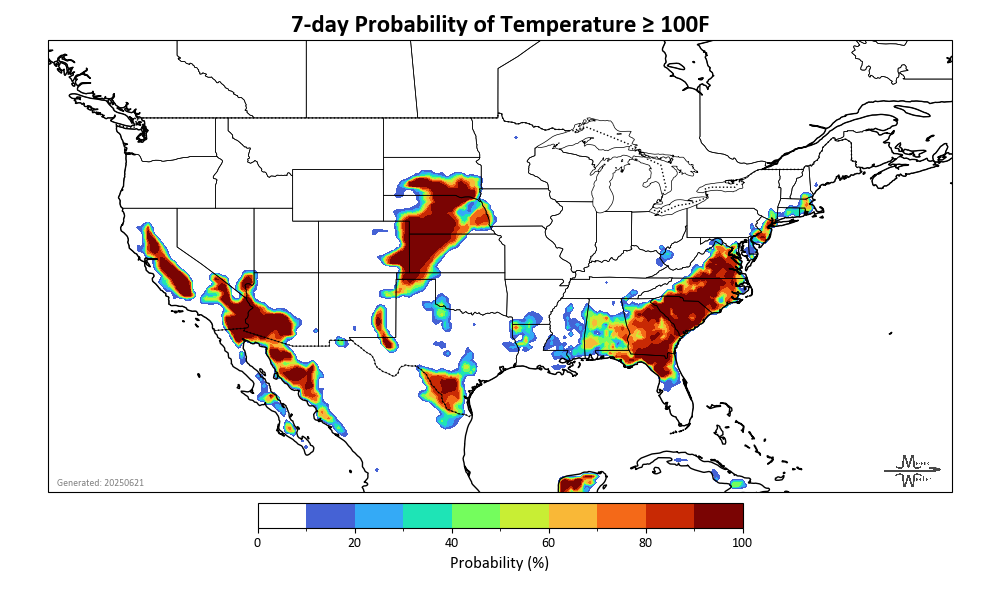 7-day Probability of Temperature ≥ 100F
Generated: 20250621
0 20 40 60 80 100
Probability (%)